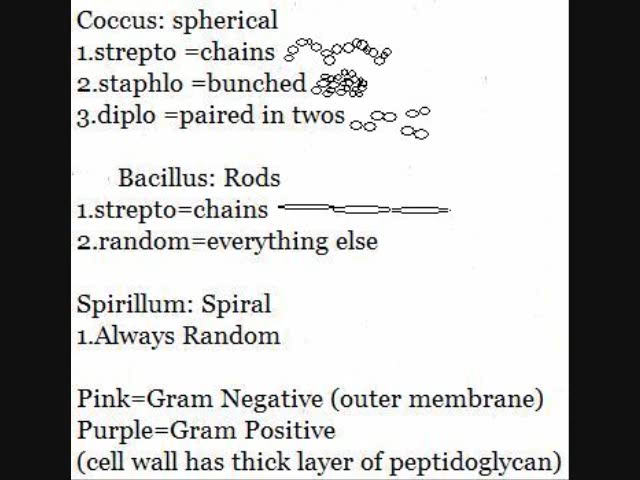 Coccus: spherical
1.strepto =chains
2.staphlo =bunched
3.diplo =paired in twos
Bacillus: Rods
1.strepto=chains
2.random=everything else
Spirillum: Spiral
1.Always Random
Pink=Gram Negative (outer membrane)
Purple=Gram Positive
(cell wall has thick layer of peptidoglycan)